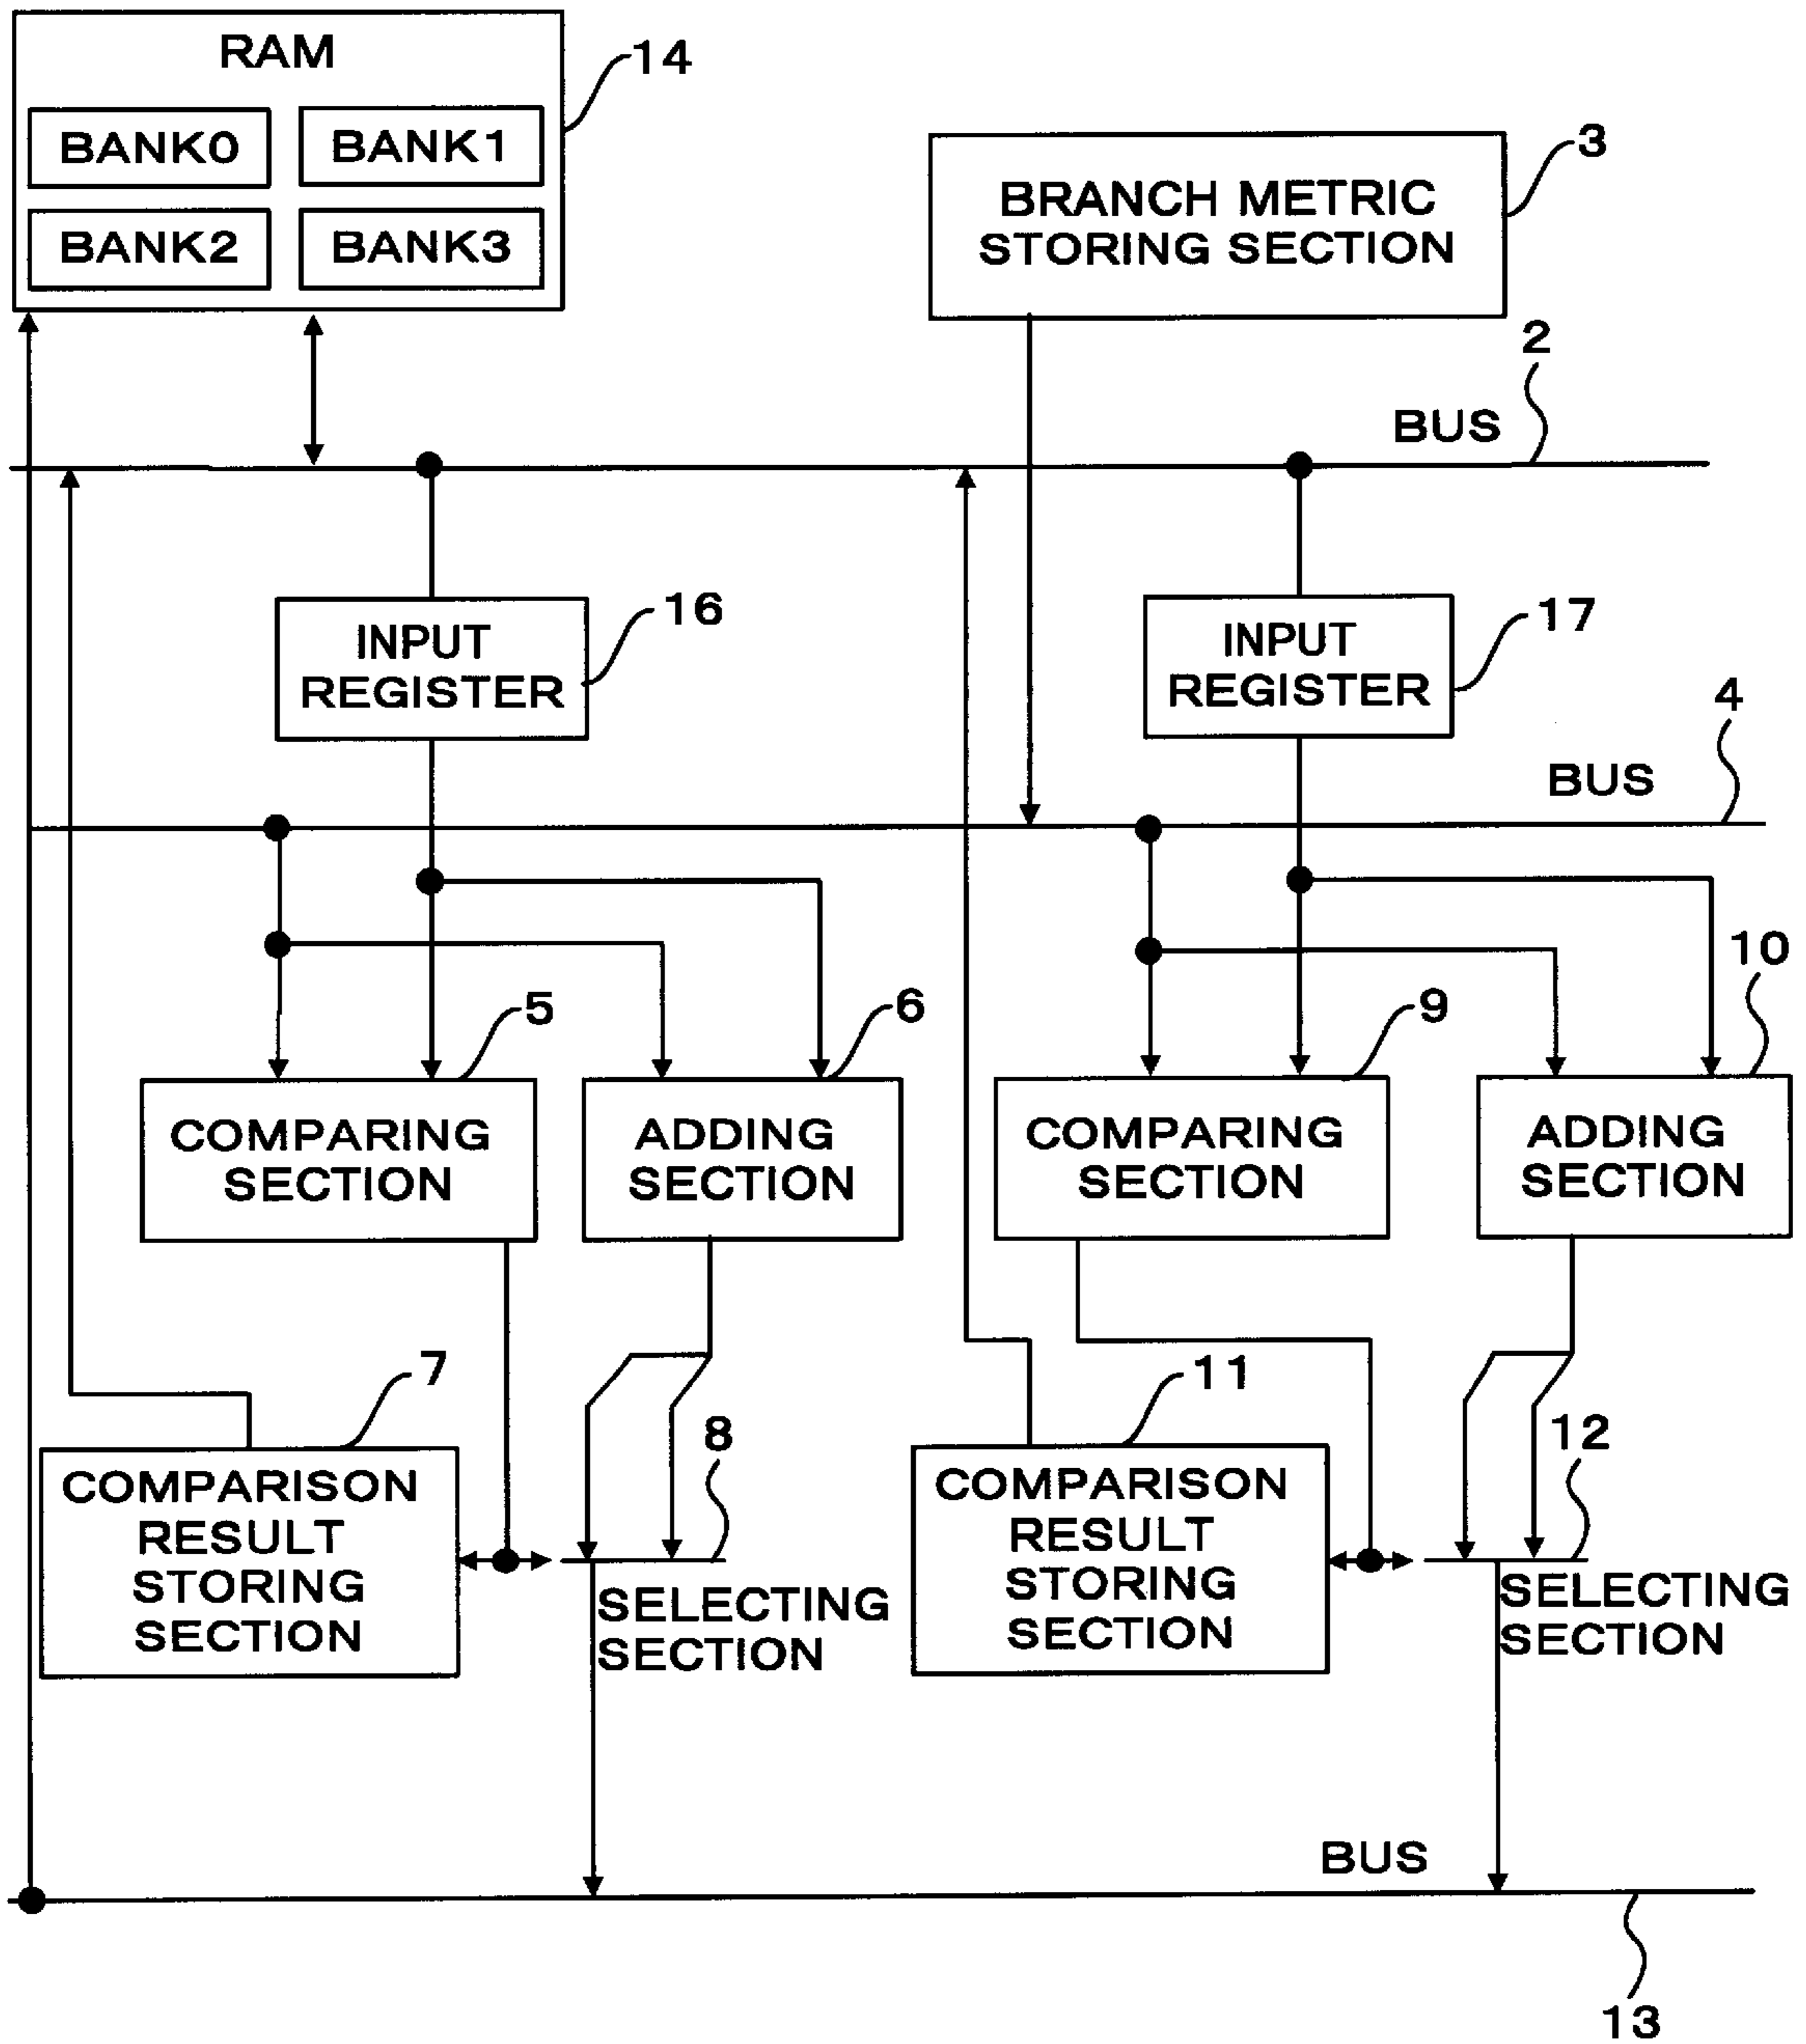 RAM
14
BANK0
BANK1
BANK2
BANK3
BRANCH METRIC
STORING SECTION
3
2
BUS
INPUT
REGISTER
16
INPUT
REGISTER
17
4
BUS
5
6
9
10
COMPARING
SECTION
ADDING
SECTION
COMPARING
SECTION
ADDING
SECTION
7
8
11
12
COMPARISON
RESULT
STORING
SECTION
SELECTING
SECTION
COMPARISON
RESULT
STORING
SECTION
SELECTING
SECTION
BUS
13